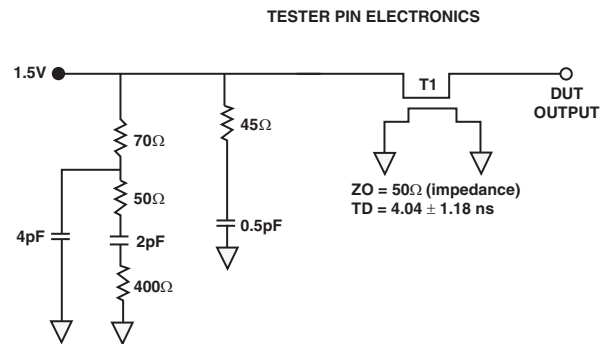 TESTER PIN ELECTRONICS
1.5V
T1
DUT
OUTPUT
70Ω
45Ω
50Ω
ZO = 50Ω (impedance)
TD = 4.04 ± 1.18 ns
4pF
2pF
0.5pF
400Ω